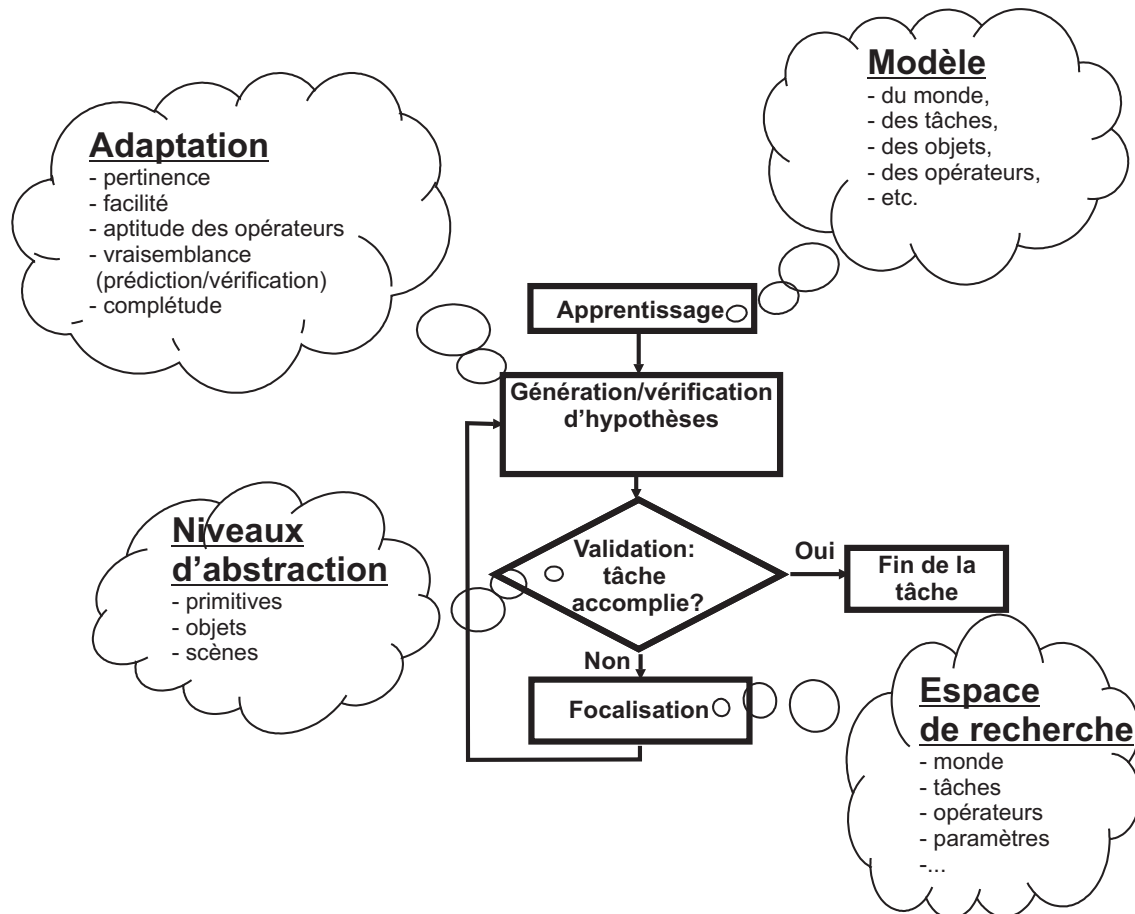 Modèle
- du monde,
- des tâches,
- des objets,
- des opérateurs,
- etc.
Adaptation
- pertinence
- facilité
- aptitude des opérateurs
- vraisemblance
(prédiction/vérification)
- complétude
Apprentissage
Génération/vérification
d’hypothèses
Niveaux
d’abstraction
- primitives
- objets
- scènes
Validation:
tâche
accomplie?
Oui
Fin de la
tâche
Non
Focalisation
Espace
de recherche
- monde
- tâches
- opérateurs
- paramètres
-...